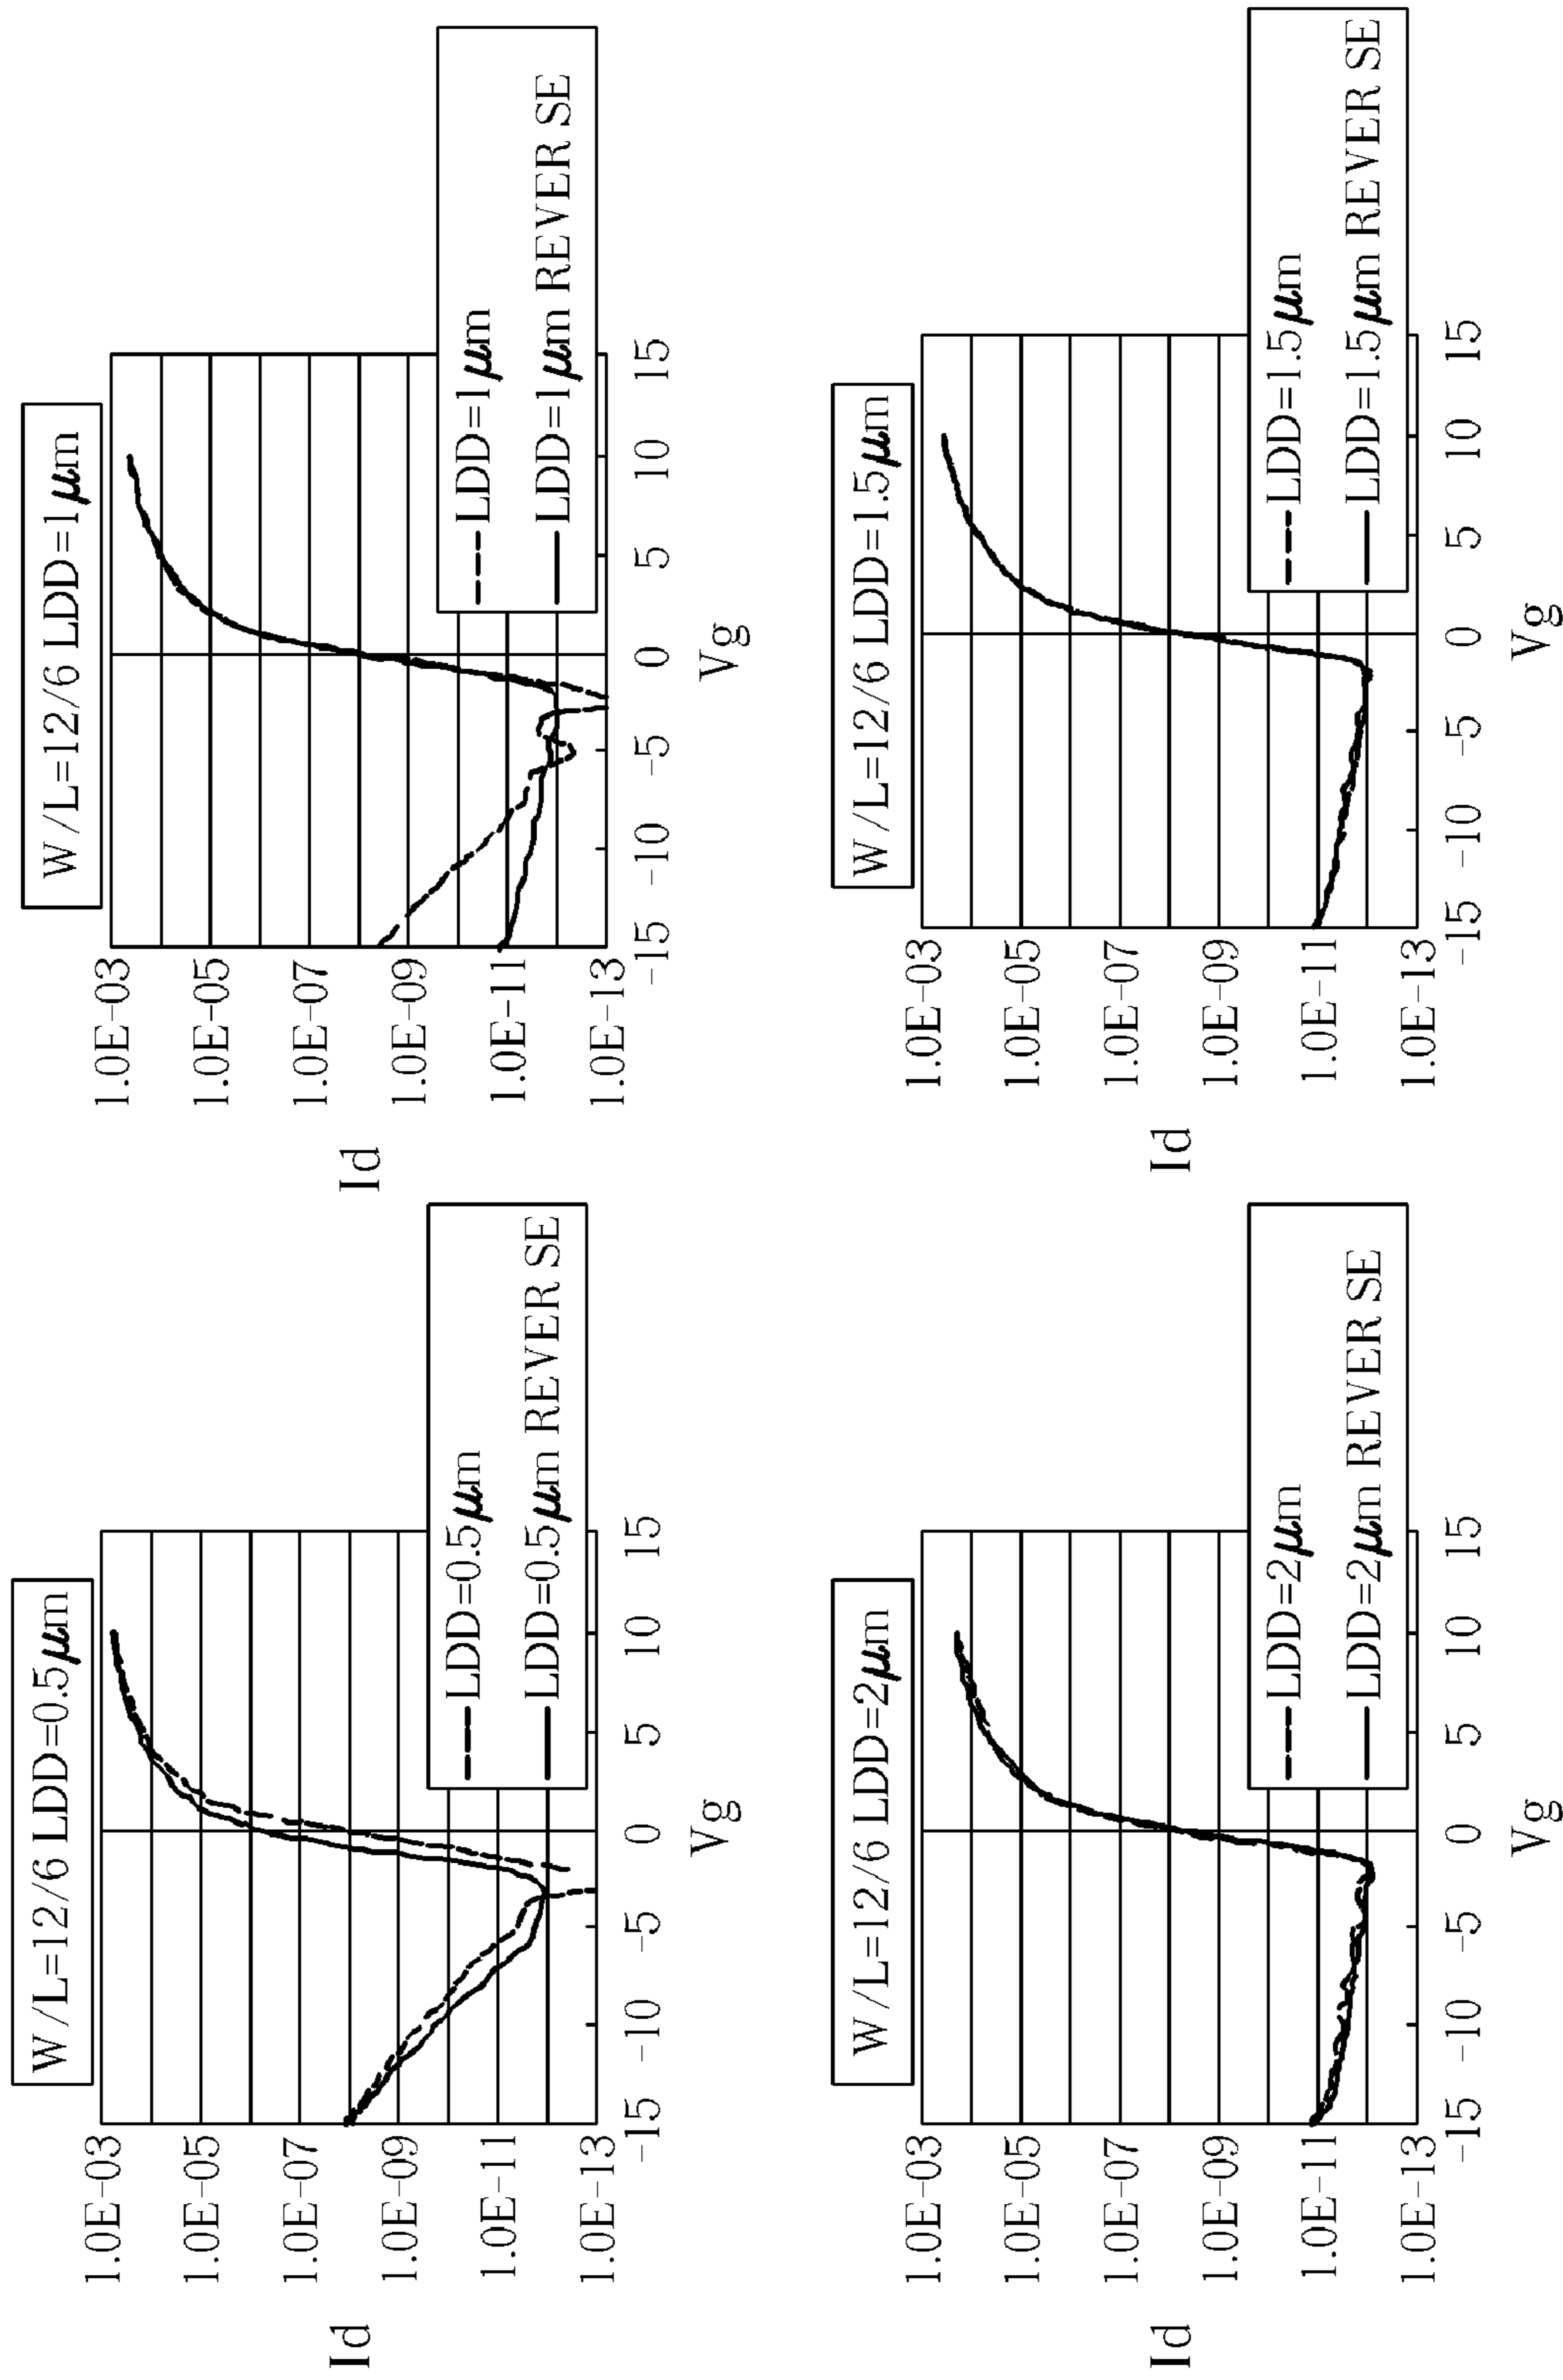 W/L=12/6 LDD=0.5μm
1.0E-03
1.0E-05
1.0E-07
1.0E-09
1.0E-11
1.0E-13
Id
-15
-10
-5
0
5
10
15
Vg
LDD=0.5μm
LDD=0.5μm REVER SE
W/L=12/6 LDD=1μm
1.0E-03
1.0E-05
1.0E-07
1.0E-09
1.0E-11
1.0E-13
Id
-15
-10
-5
0
5
10
15
Vg
LDD=1μm
LDD=1μm REVER SE
W/L=12/6 LDD=2μm
1.0E-03
1.0E-05
1.0E-07
1.0E-09
1.0E-11
1.0E-13
Id
-15
-10
-5
0
5
10
15
Vg
LDD=2μm
LDD=2μm REVER SE
W/L=12/6 LDD=1.5μm
1.0E-03
1.0E-05
1.0E-07
1.0E-09
1.0E-11
1.0E-13
Id
-15
-10
-5
0
5
10
15
Vg
LDD=1.5μm
LDD=1.5μm REVER SE